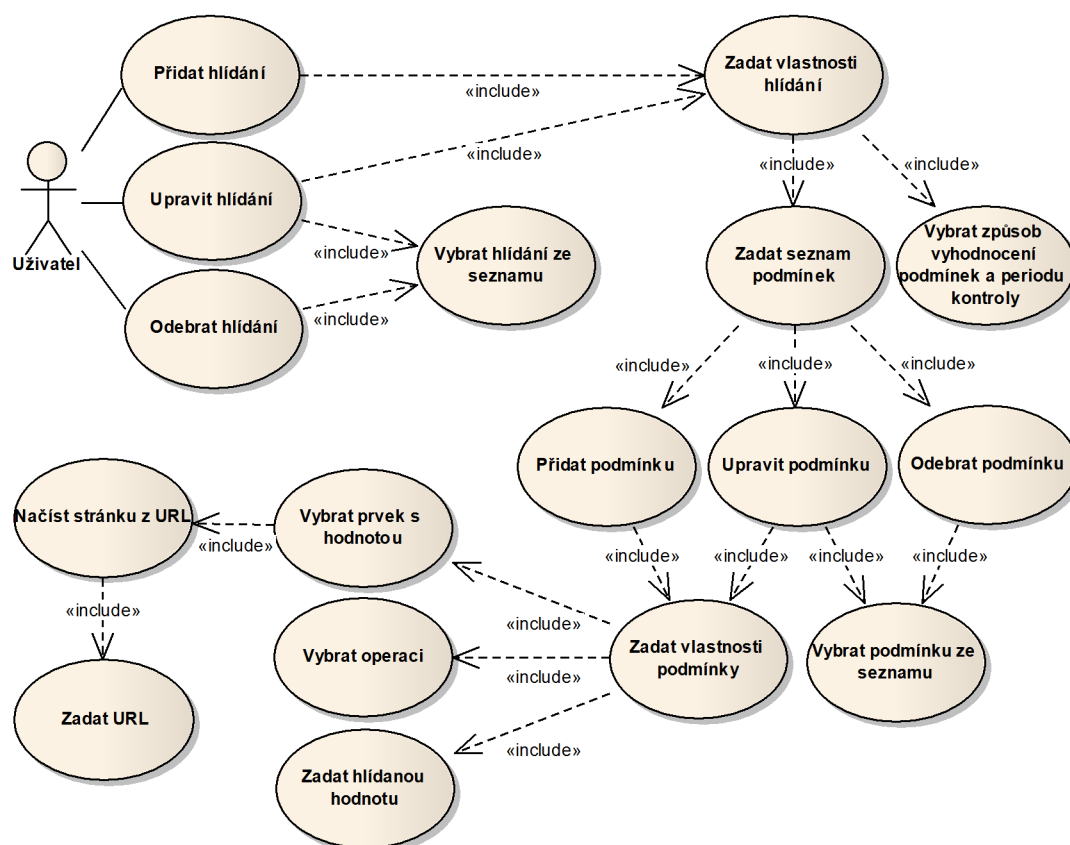 Přidat hlídání
Zadat vlastnosti
hlídání
«include»
«include»
Upravit hlídání
«include»
«include»
Uživatel
«include»
Vybrat hlídání ze
seznamu
Zadat seznam
podmínek
Vybrat způsob
vyhodnocení
podmínek a periodu
kontroly
Odebrat hlídání
«include»
«include»
«include»
«include»
Přidat podmínku
Upravit podmínku
Odebrat podmínku
Načíst stránku z URL
Vybrat prvek s
hodnotou
«include»
«include»
«include»
«include»
«include»
«include»
«include»
Vybrat operaci
Zadat vlastnosti
podmínky
Vybrat podmínku ze
seznamu
«include»
Zadat URL
«include»
Zadat hlídanou
hodnotu